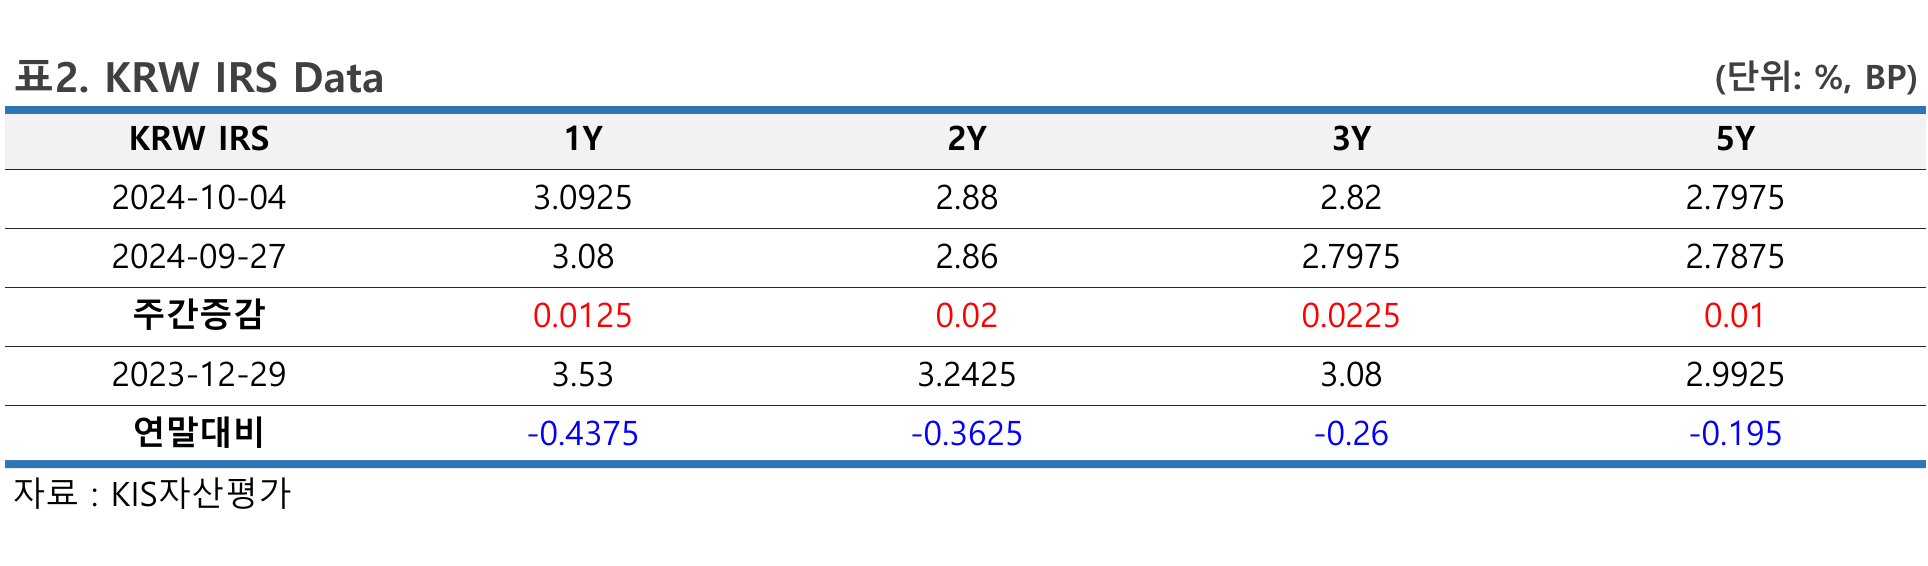 표2. KRW IRS Data (단위: %, BP)
KRW IRS 1Y 2Y 3Y 5Y
2024-10-04 3.0925 2.88 2.82 2.7975
2024-09-27 3.08 2.86 2.7975 2.7875
주간증감 0.0125 0.02 0.0225 0.01
2023-12-29 3.53 3.2425 3.08 2.9925
연말대비 -0.4375 -0.3625 -0.26 -0.195
자료 : KIS자산평가